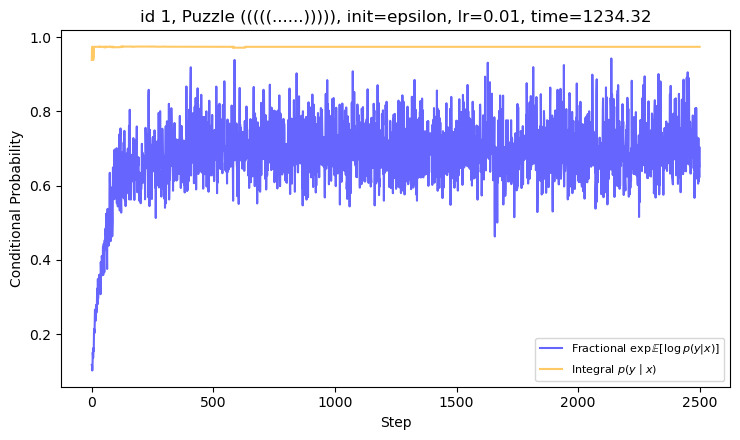 id 1, Puzzle (((((......))))), init=epsilon, lr=0.01, time=1234.32
Conditional Probability
1.0
0.8
0.6
0.4
0.2
Fractional exp𝔼[log p(y|x)]
Integral p(y | x)
0
500
1000
1500
2000
2500
Step